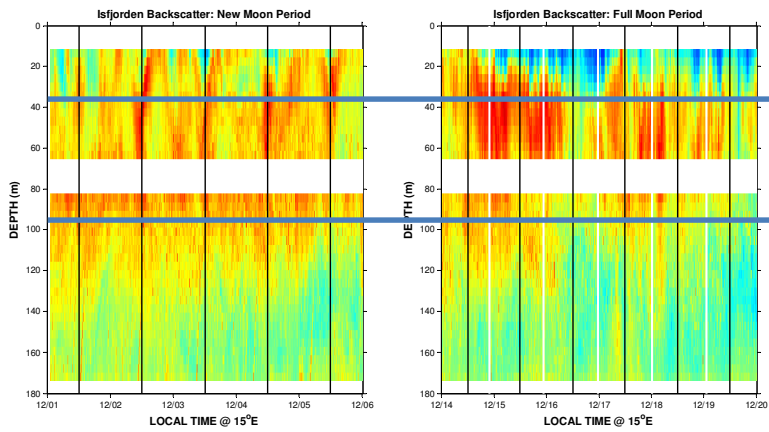 Isfjorden Backscatter: New Moon Period
0
20
40
60
80
100
120
140
160
180
DEPTH (m)
12/01 12/02 12/03 12/04 12/05 12/06
LOCAL TIME @ 15°E
Isfjorden Backscatter: Full Moon Period
0
20
40
60
80
100
120
140
160
180
DEPTH (m)
12/14 12/15 12/16 12/17 12/18 12/19 12/20
LOCAL TIME @ 15°E